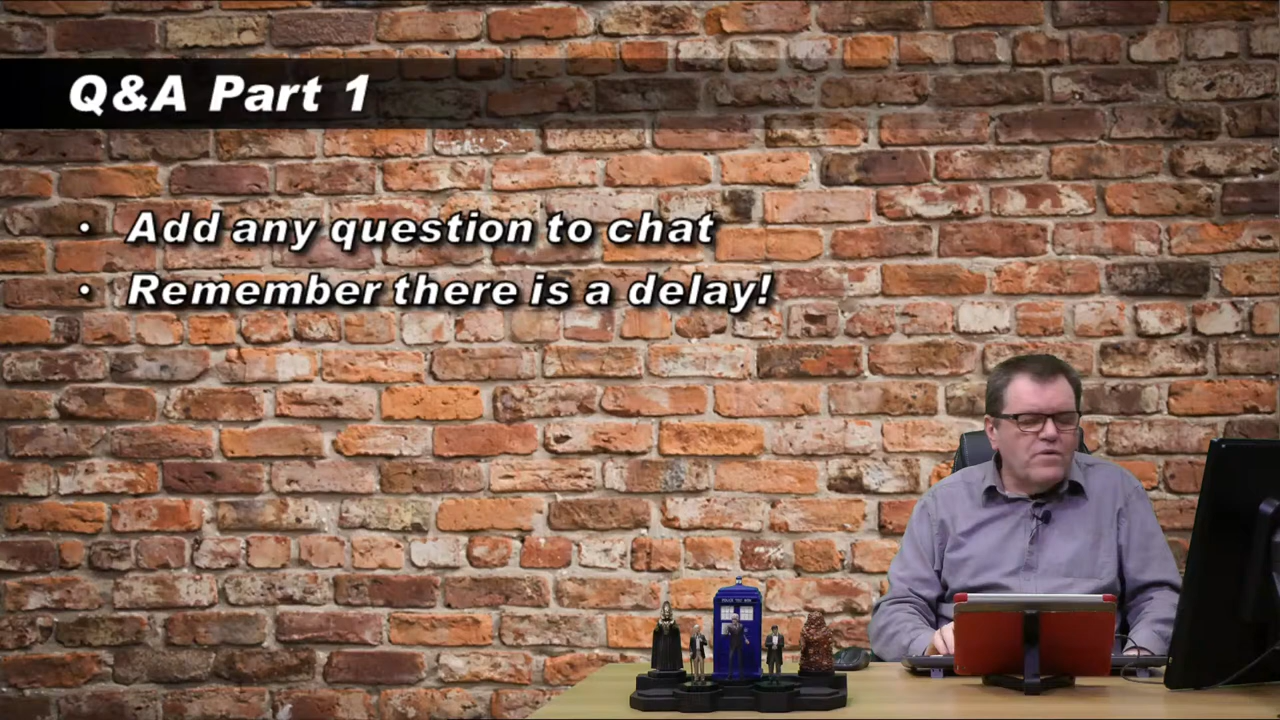 Q&A Part 1
• Add any question to chat
• Remember there is a delay!